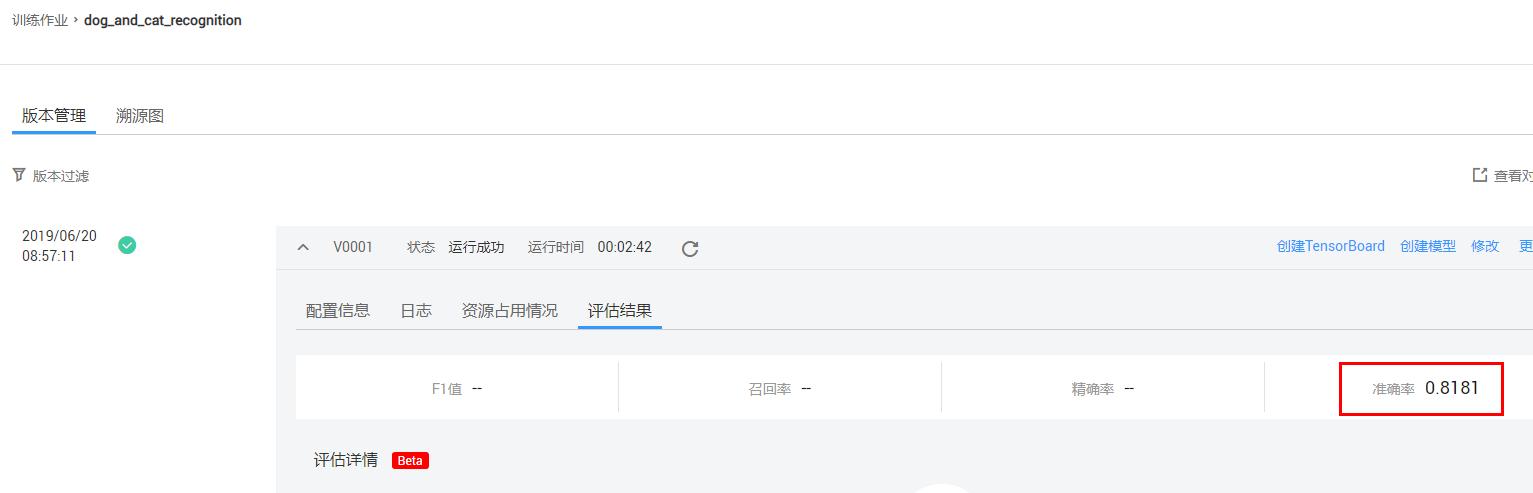 训练作业 › dog_and_cat_recognition
版本管理 溯源图
版本过滤 查看对
2019/06/20
08:57:11
V0001 状态 运行成功 运行时间 00:02:42 创建TensorBoard 创建模型 修改 更
配置信息 日志 资源占用情况 评估结果
F1值 -- 召回率 -- 精确率 -- 准确率 0.8181
评估详情 Beta